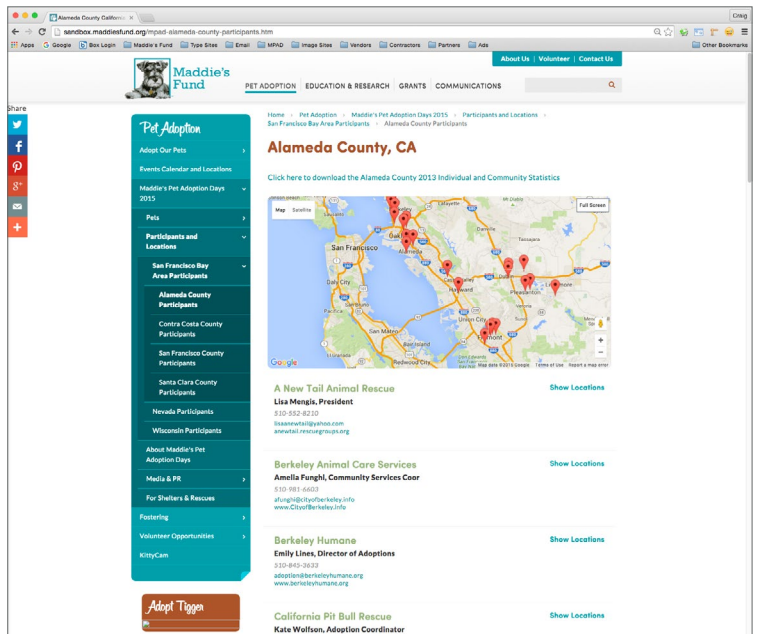 Alameda County California
Craig
sandbox.maddiesfund.org/mpad-alameda-county-participants.htm
Apps Google Box Login Maddie's Fund Type Sites Email MPAD Image Sites Vendors Contractors Partners Ads Other Bookmarks
About Us | Volunteer | Contact Us
Maddie's
Fund
PET ADOPTION EDUCATION & RESEARCH GRANTS COMMUNICATIONS
Share
Pet Adoption
Adopt Our Pets
Events Calendar and Locations
Maddie's Pet Adoption Days
2015
Pets
Participants and
Locations
San Francisco Bay
Area Participants
Alameda County
Participants
Contra Costa County
Participants
San Francisco County
Participants
Santa Clara County
Participants
Nevada Participants
Wisconsin Participants
About Maddie's Pet
Adoption Days
Media & PR
For Shelters & Rescues
Fostering
Volunteer Opportunities
KittyCam
Adopt Tigger
Home › Pet Adoption › Maddie's Pet Adoption Days 2015 › Participants and Locations ›
San Francisco Bay Area Participants › Alameda County Participants
Alameda County, CA
Click here to download the Alameda County 2013 Individual and Community Statistics
Map Satellite
Full Screen
Sausalito
Lafayette
Mt Diablo
Danville
Tassajara
San Francisco
Alameda
Daly City
Hayward
Pleasanton
Pacifica
Union City
San Mateo
Fremont
Redwood City
Google
Map data ©2015 Google Terms of Use Report a map error
A New Tail Animal Rescue
Show Locations
Lisa Mengis, President
510-552-8210
lisaanewtail@yahoo.com
anewtail.rescuegroups.org
Berkeley Animal Care Services
Show Locations
Amelia Funghi, Community Services Coor
510-981-6603
afunghi@cityofberkeley.info
www.CityofBerkeley.info
Berkeley Humane
Show Locations
Emily Lines, Director of Adoptions
510-845-3633
adoption@berkeleyhumane.org
www.berkeleyhumane.org
California Pit Bull Rescue
Show Locations
Kate Wolfson, Adoption Coordinator